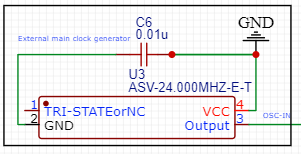 C6
GND
External main clock generator
0.01u
U3
ASV-24.000MHZ-E-T
1 TRI-STATEorNC VCC 4
2 GND Output 3 OSC-IN